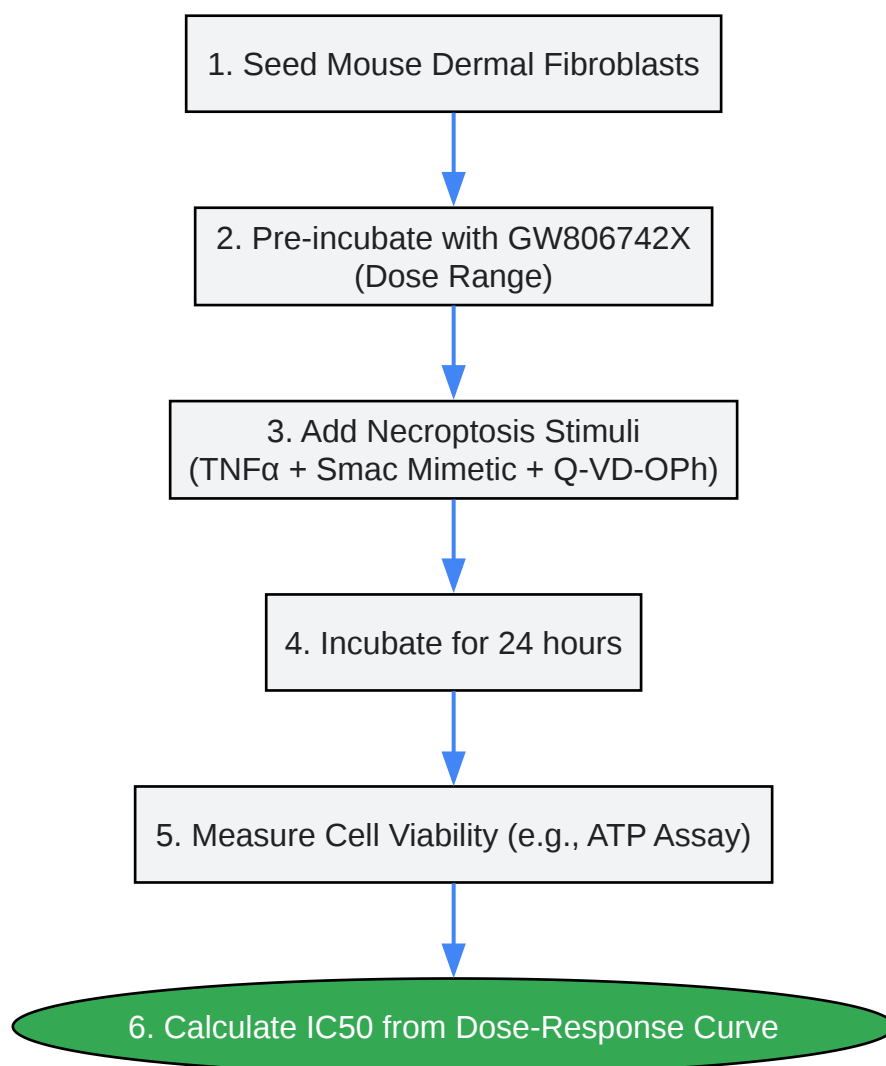 1. Seed Mouse Dermal Fibroblasts
2. Pre-incubate with GW806742X
(Dose Range)
3. Add Necroptosis Stimuli
(TNFα + Smac Mimetic + Q-VD-OPh)
4. Incubate for 24 hours
5. Measure Cell Viability (e.g., ATP Assay)
6. Calculate IC50 from Dose-Response Curve